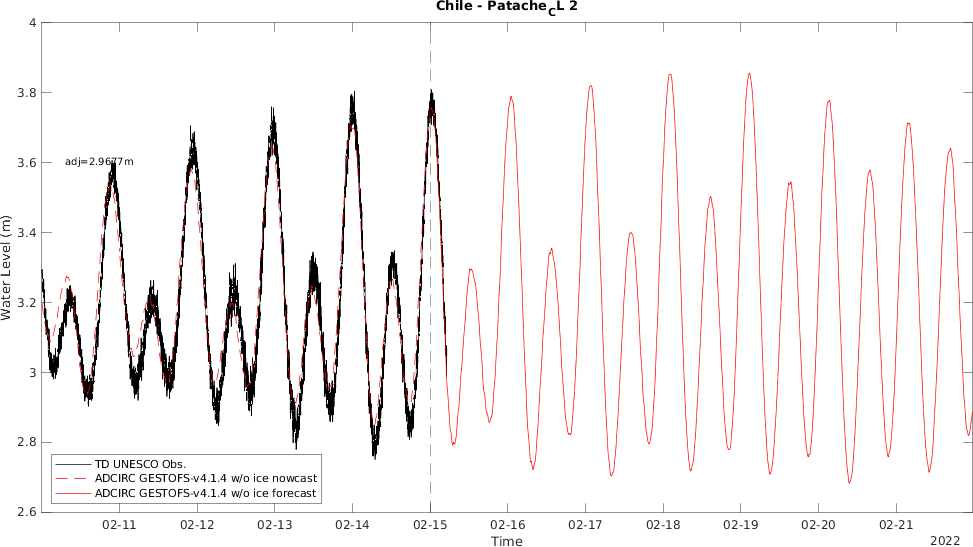 Chile - Patache_CL 2
4
3.8
3.6
3.4
3.2
3
2.8
2.6
Water Level (m)
adj=2.9677m
TD UNESCO Obs.
ADCIRC GESTOFS-v4.1.4 w/o ice nowcast
ADCIRC GESTOFS-v4.1.4 w/o ice forecast
02-11 02-12 02-13 02-14 02-15 02-16 02-17 02-18 02-19 02-20 02-21
Time
2022